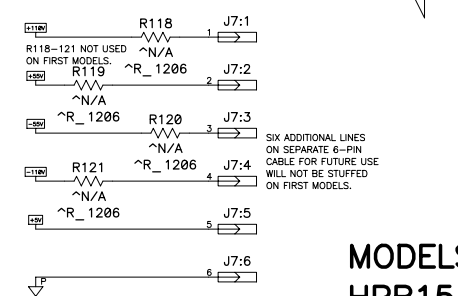 +110V
R118
J7:1
1
^N/A
^R_1206
R118-121 NOT USED
ON FIRST MODELS.
+55V
R119
J7:2
2
^N/A
^R_1206
-55V
R120
J7:3
3
^N/A
^R_1206
SIX ADDITIONAL LINES
ON SEPARATE 6-PIN
CABLE FOR FUTURE USE
WILL NOT BE STUFFED
ON FIRST MODELS.
-110V
R121
J7:4
4
^N/A
^R_1206
+5V
J7:5
5
P
J7:6
6
MODELS